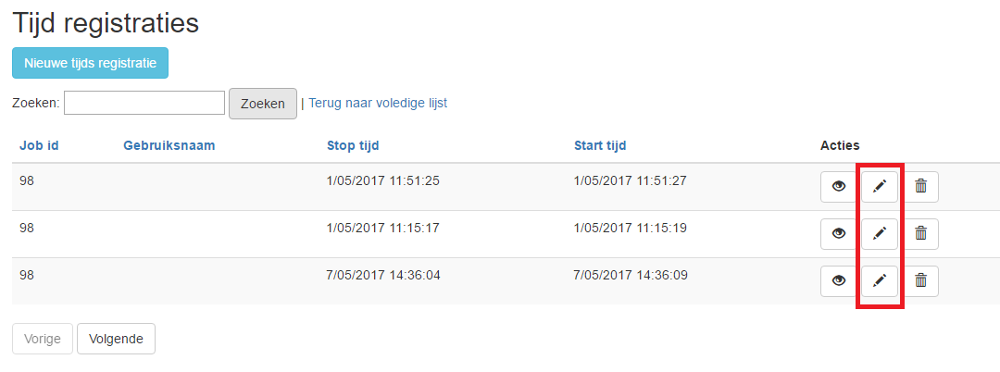 Tijd registraties
Nieuwe tijds registratie
Zoeken: Zoeken | Terug naar voledige lijst
Job id Gebruiksnaam Stop tijd Start tijd Acties
98 1/05/2017 11:51:25 1/05/2017 11:51:27
98 1/05/2017 11:15:17 1/05/2017 11:15:19
98 7/05/2017 14:36:04 7/05/2017 14:36:09
Vorige Volgende